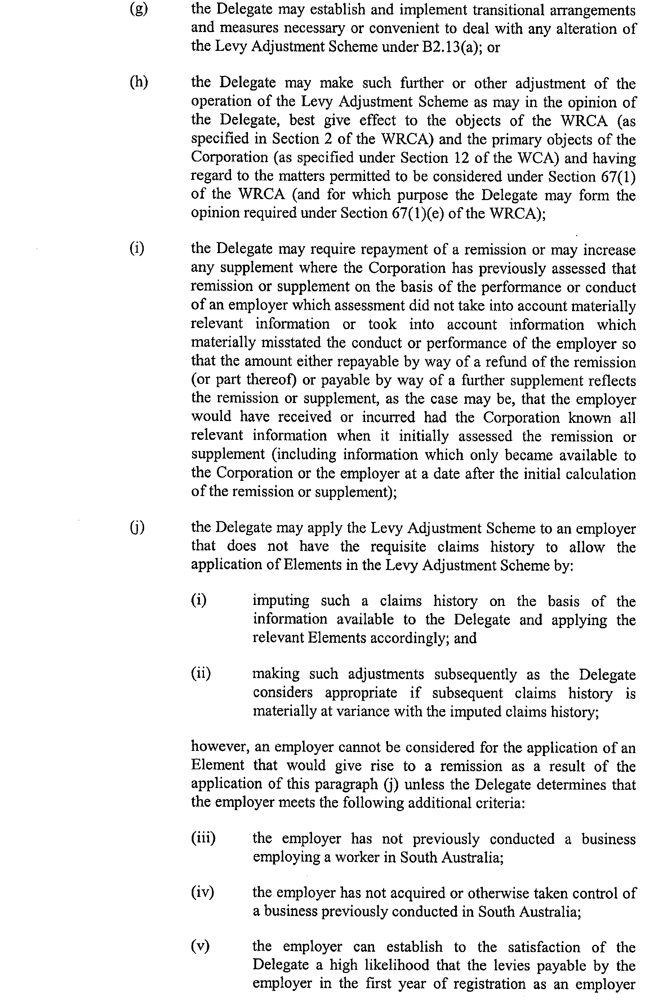 (g) the Delegate may establish and implement transitional arrangements
and measures necessary or convenient to deal with any alteration of
the Levy Adjustment Scheme under B2.13(a); or
(h) the Delegate may make such further or other adjustment of the
operation of the Levy Adjustment Scheme as may in the opinion of
the Delegate, best give effect to the objects of the WRCA (as
specified in Section 2 of the WRCA) and the primary objects of the
Corporation (as specified under Section 12 of the WCA) and having
regard to the matters permitted to be considered under Section 67(1)
of the WRCA (and for which purpose the Delegate may form the
opinion required under Section 67(1)(e) of the WRCA);
(i) the Delegate may require repayment of a remission or may increase
any supplement where the Corporation has previously assessed that
remission or supplement on the basis of the performance or conduct
of an employer which assessment did not take into account materially
relevant information or took into account information which
materially misstated the conduct or performance of the employer so
that the amount either repayable by way of a refund of the remission
(or part thereof) or payable by way of a further supplement reflects
the remission or supplement, as the case may be, that the employer
would have received or incurred had the Corporation known all
relevant information when it initially assessed the remission or
supplement (including information which only became available to
the Corporation or the employer at a date after the initial calculation
of the remission or supplement);
(j) the Delegate may apply the Levy Adjustment Scheme to an employer
that does not have the requisite claims history to allow the
application of Elements in the Levy Adjustment Scheme by:
(i) imputing such a claims history on the basis of the
information available to the Delegate and applying the
relevant Elements accordingly; and
(ii) making such adjustments subsequently as the Delegate
considers appropriate if subsequent claims history is
materially at variance with the imputed claims history;
however, an employer cannot be considered for the application of an
Element that would give rise to a remission as a result of the
application of this paragraph (j) unless the Delegate determines that
the employer meets the following additional criteria:
(iii) the employer has not previously conducted a business
employing a worker in South Australia;
(iv) the employer has not acquired or otherwise taken control of
a business previously conducted in South Australia;
(v) the employer can establish to the satisfaction of the
Delegate a high likelihood that the levies payable by the
employer in the first year of registration as an employer